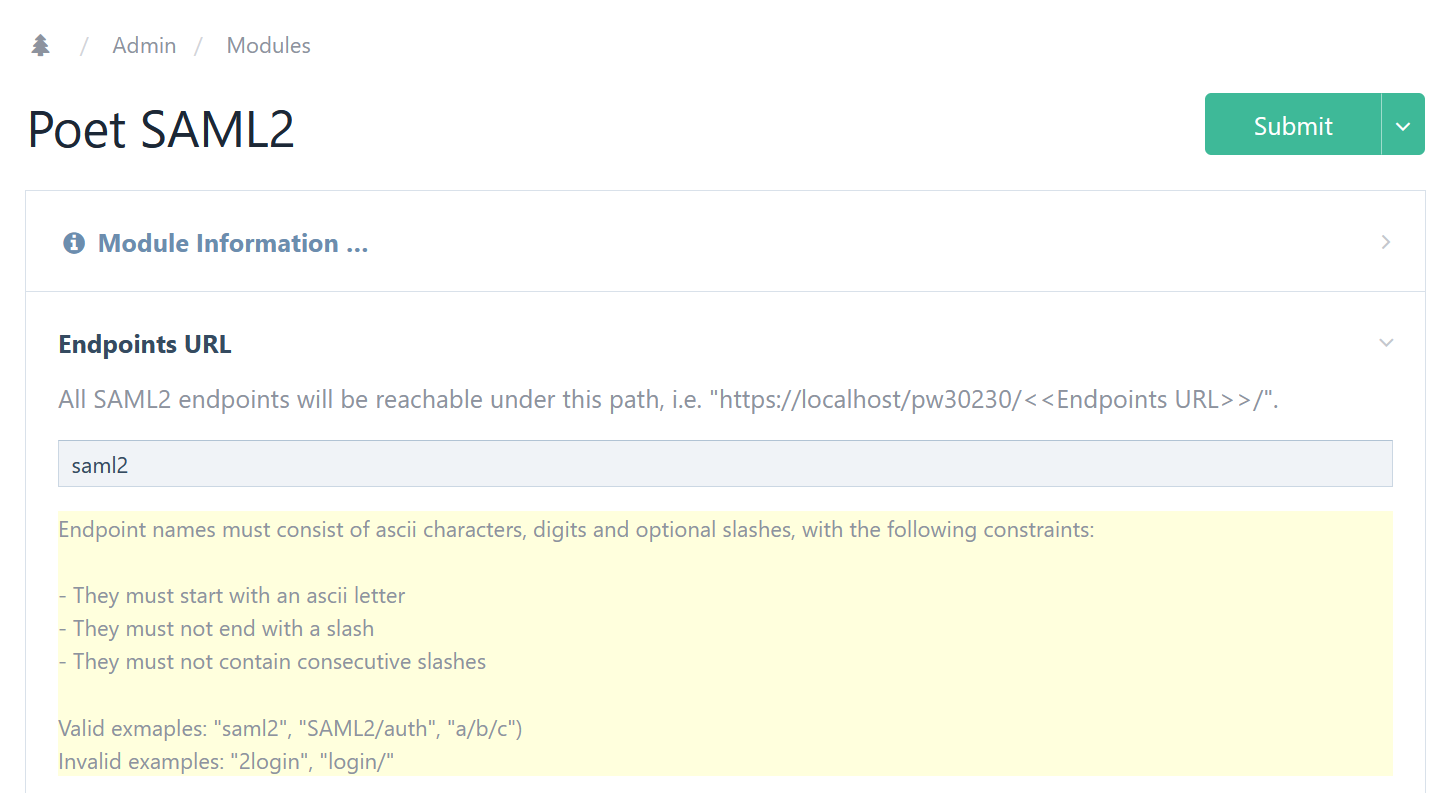 / Admin / Modules
Poet SAML2
Submit
Module Information ...
Endpoints URL
All SAML2 endpoints will be reachable under this path, i.e. "https://localhost/pw30230/<<Endpoints URL>>/".
saml2
Endpoint names must consist of ascii characters, digits and optional slashes, with the following constraints:
- They must start with an ascii letter
- They must not end with a slash
- They must not contain consecutive slashes
Valid exmaples: "saml2", "SAML2/auth", "a/b/c")
Invalid examples: "2login", "login/"